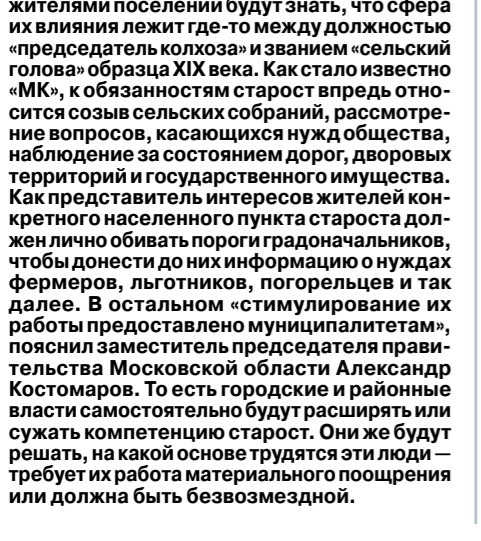 жителями поселений будут знать, что сфера
их влияния лежит где-то между должностью
«председатель колхоза» и званием «сельский
голова» образца XIX века. Как стало известно
«МК», к обязанностям старост впредь отно-
сится созыв сельских собраний, рассмотре-
ние вопросов, касающихся нужд общества,
наблюдение за состоянием дорог, дворовых
территорий и государственного имущества.
Как представитель интересов жителей кон-
кретного населенного пункта староста дол-
жен лично обивать пороги градоначальников,
чтобы донести до них информацию о нуждах
фермеров, льготников, погорельцев и так
далее. В остальном «стимулирование их
работы предоставлено муниципалитетам»,
пояснил заместитель председателя прави-
тельства Московской области Александр
Костомаров. То есть городские и районные
власти самостоятельно будут расширять или
сужать компетенцию старост. Они же будут
решать, на какой основе трудятся эти люди —
требует их работа материального поощрения
или должна быть безвозмездной.